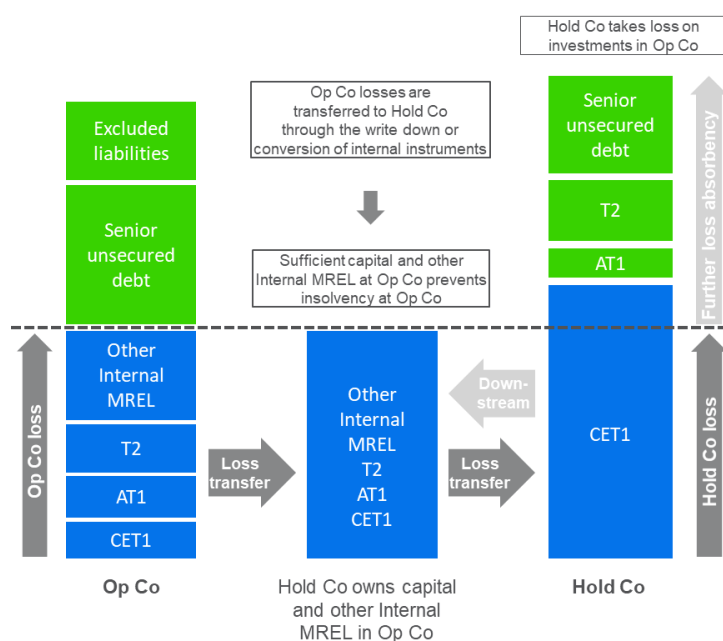 Hold Co takes loss on
investments in Op Co
Op Co losses are
transferred to Hold Co
through the write down or
conversion of internal instruments
Sufficient capital and other
Internal MREL at Op Co prevents
insolvency at Op Co
Excluded
liabilities
Senior
unsecured
debt
Other
Internal
MREL
T2
AT1
CET1
Op Co loss
Op Co
Loss
transfer
Other
Internal
MREL
T2
AT1
CET1
Hold Co owns capital
and other Internal
MREL in Op Co
Down-
stream
Loss
transfer
Senior
unsecured
debt
T2
AT1
CET1
Hold Co
Further loss absorbency
Hold Co loss